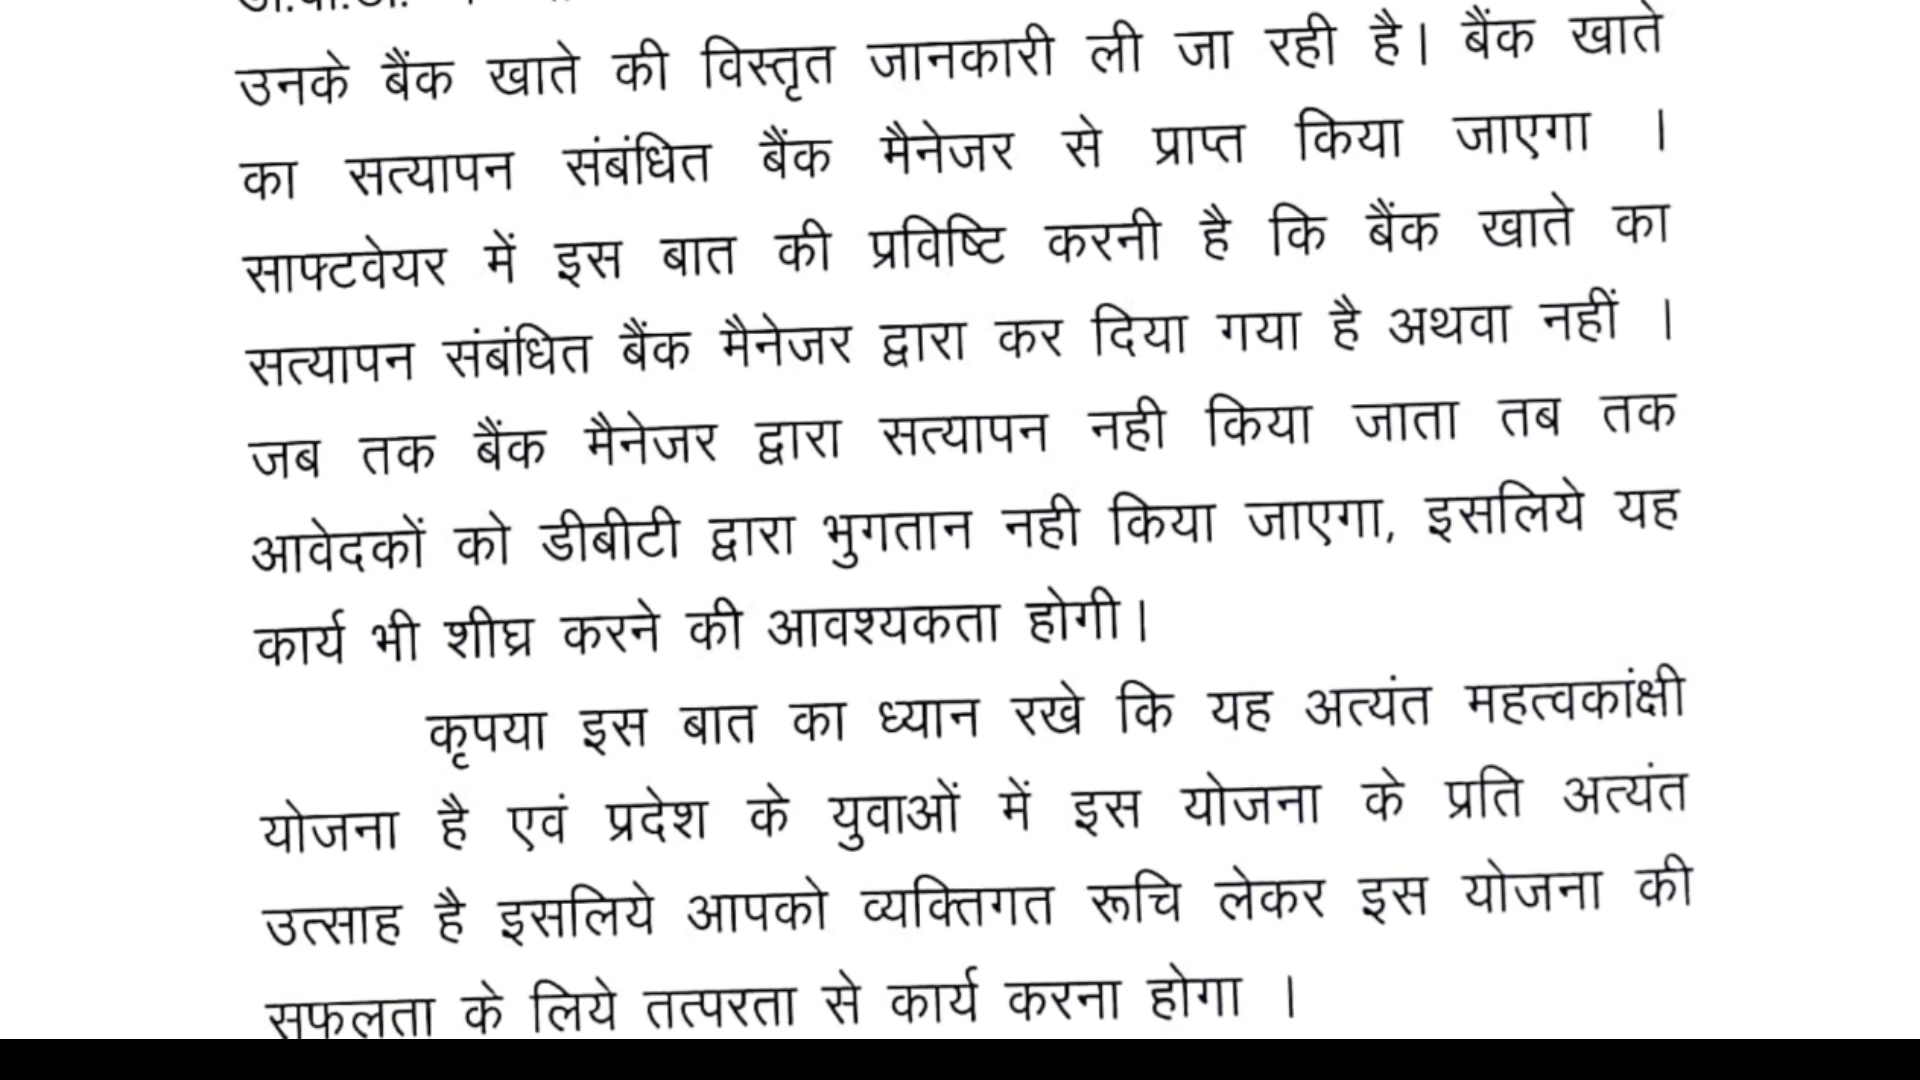 उनके बैंक खाते की विस्तृत जानकारी ली जा रही है। बैंक खाते
का सत्यापन संबंधित बैंक मैनेजर से प्राप्त किया जाएगा ।
साफ्टवेयर में इस बात की प्रविष्टि करनी है कि बैंक खाते का
सत्यापन संबंधित बैंक मैनेजर द्वारा कर दिया गया है अथवा नहीं ।
जब तक बैंक मैनेजर द्वारा सत्यापन नही किया जाता तब तक
आवेदकों को डीबीटी द्वारा भुगतान नही किया जाएगा, इसलिये यह
कार्य भी शीघ्र करने की आवश्यकता होगी।
कृपया इस बात का ध्यान रखे कि यह अत्यंत महत्वकांक्षी
योजना है एवं प्रदेश के युवाओं में इस योजना के प्रति अत्यंत
उत्साह है इसलिये आपको व्यक्तिगत रूचि लेकर इस योजना की
सफलता के लिये तत्परता से कार्य करना होगा ।